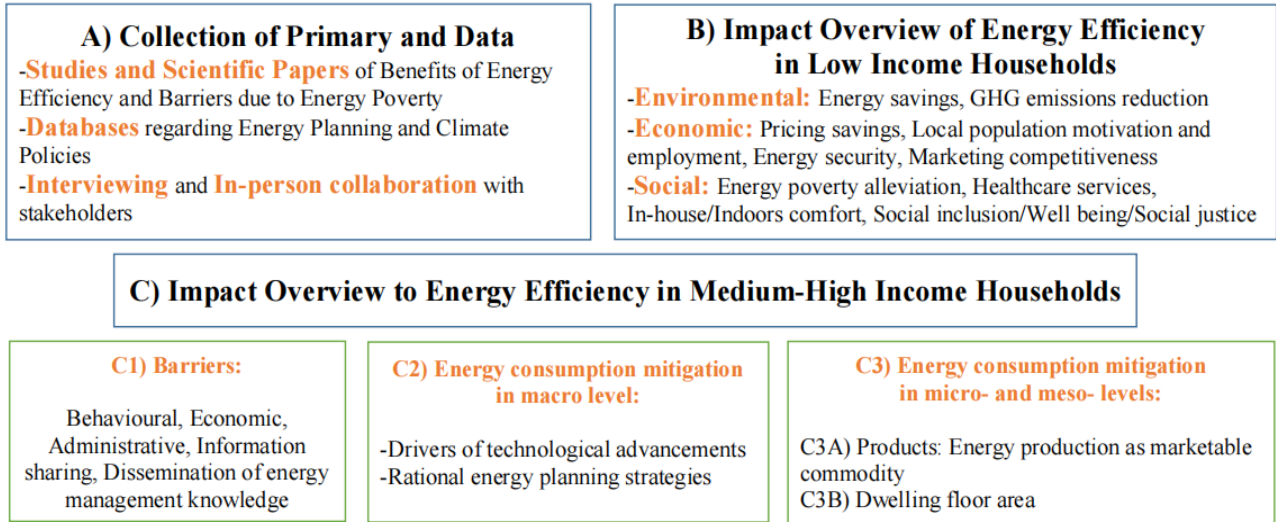 A) Collection of Primary and Data
-Studies and Scientific Papers of Benefits of Energy
Efficiency and Barriers due to Energy Poverty
-Databases regarding Energy Planning and Climate
Policies
-Interviewing and In-person collaboration with
stakeholders
B) Impact Overview of Energy Efficiency
in Low Income Households
-Environmental: Energy savings, GHG emissions reduction
-Economic: Pricing savings, Local population motivation and
employment, Energy security, Marketing competitiveness
-Social: Energy poverty alleviation, Healthcare services,
In-house/Indoors comfort, Social inclusion/Well being/Social justice
C) Impact Overview to Energy Efficiency in Medium-High Income Households
C1) Barriers:
Behavioural, Economic,
Administrative, Information
sharing, Dissemination of energy
management knowledge
C2) Energy consumption mitigation
in macro level:
-Drivers of technological advancements
-Rational energy planning strategies
C3) Energy consumption mitigation
in micro- and meso- levels:
C3A) Products: Energy production as marketable
commodity
C3B) Dwelling floor area